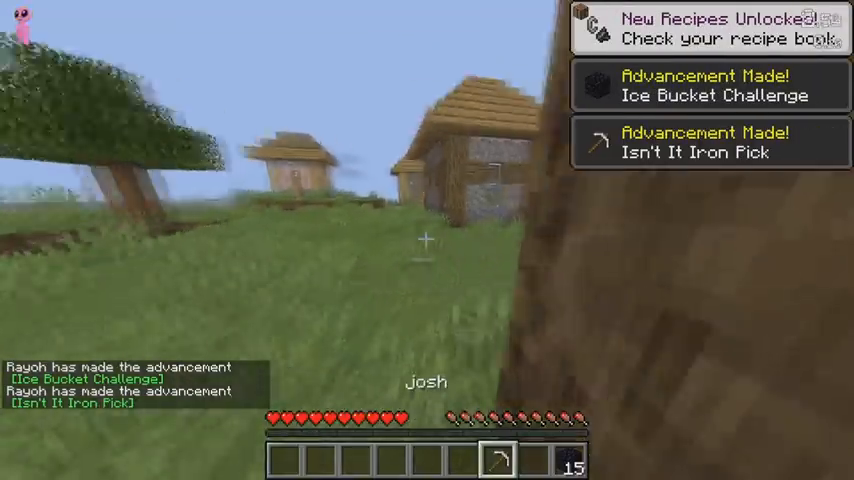 New Recipes Unlocked!
Check your recipe book
Advancement Made!
Ice Bucket Challenge
Advancement Made!
Isn't It Iron Pick
Rayoh has made the advancement
[Ice Bucket Challenge]
Rayoh has made the advancement
[Isn't It Iron Pick]
josh
15